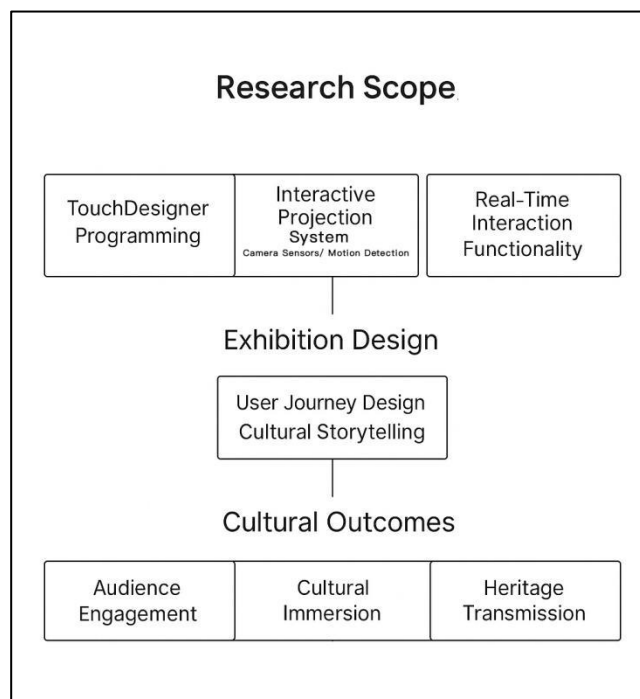 Research Scope
TouchDesigner
Programming
Interactive
Projection
System
Camera Sensors/ Motion Detection
Real-Time
Interaction
Functionality
Exhibition Design
User Journey Design
Cultural Storytelling
Cultural Outcomes
Audience
Engagement
Cultural
Immersion
Heritage
Transmission